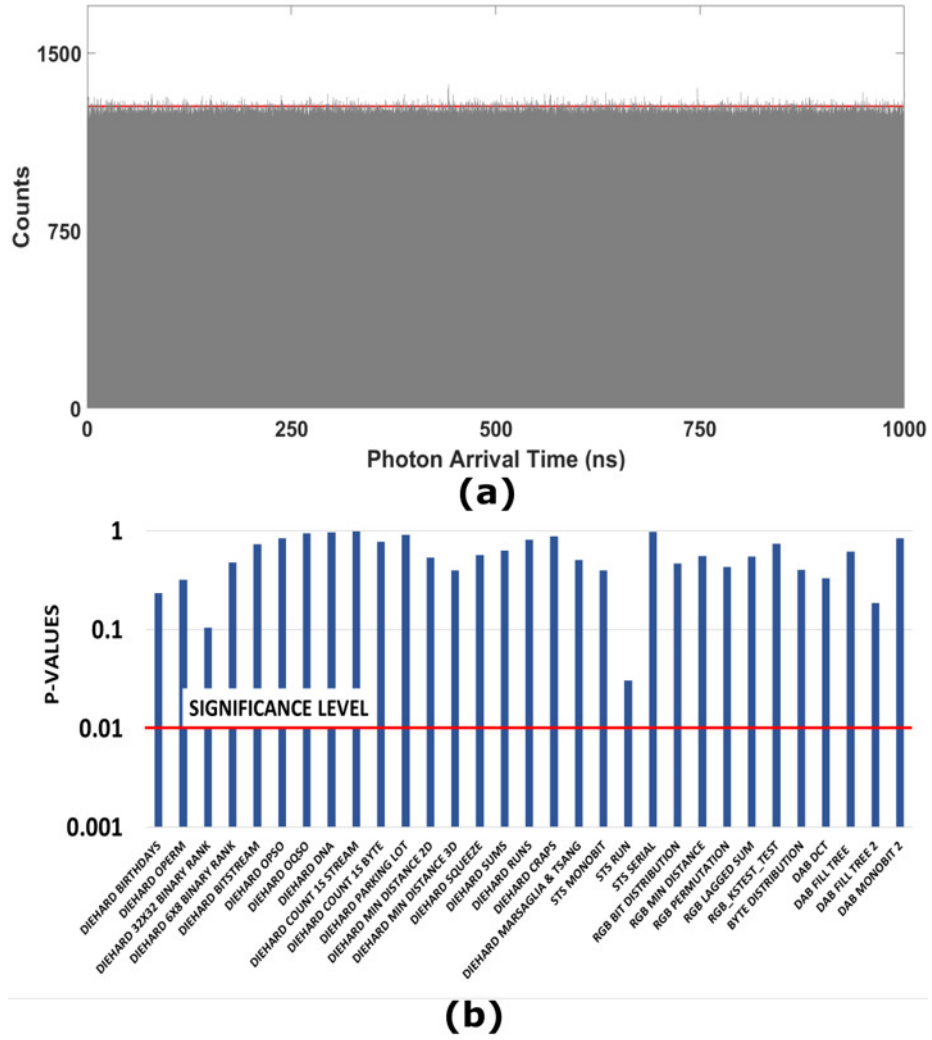 1500
750
0
Counts
0 250 500 750 1000
Photon Arrival Time (ns)
(a)
1
0.1
0.01
0.001
P-VALUES
SIGNIFICANCE LEVEL
DIEHARD BIRTHDAYS
DIEHARD OPERM
DIEHARD 32X32 BINARY RANK
DIEHARD 6X8 BINARY RANK
DIEHARD BITSTREAM
DIEHARD OPSO
DIEHARD OQSO
DIEHARD DNA
DIEHARD COUNT 1S STREAM
DIEHARD COUNT 1S BYTE
DIEHARD PARKING LOT
DIEHARD MIN DISTANCE 2D
DIEHARD MIN DISTANCE 3D
DIEHARD SQUEEZE
DIEHARD SUMS
DIEHARD RUNS
DIEHARD CRAPS
DIEHARD MARSAGLIA & TSANG
STS MONOBIT
STS RUN
STS SERIAL
RGB BIT DISTRIBUTION
RGB MIN DISTANCE
RGB PERMUTATION
RGB LAGGED SUM
RGB_KSTEST_TEST
BYTE DISTRIBUTION
DAB DCT
DAB FILL TREE
DAB FILL TREE 2
DAB MONOBIT 2
(b)